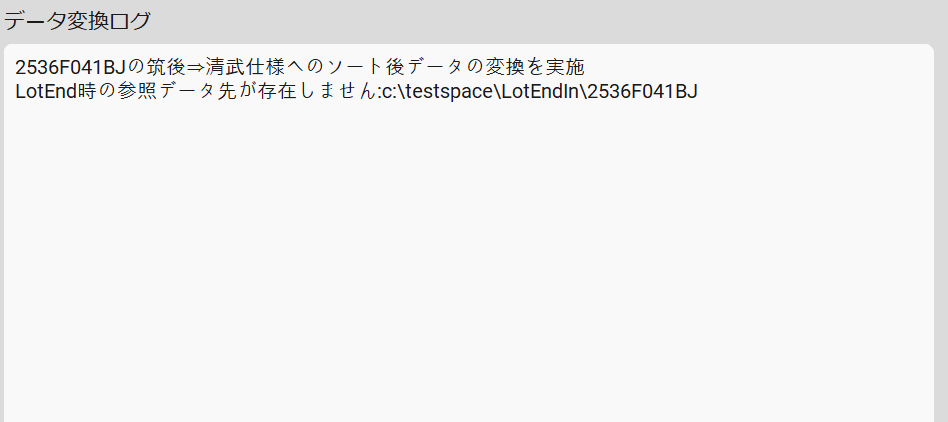 データ変換ログ
2536F041BJの筑後⇒清武仕様へのソート後データの変換を実施
LotEnd時の参照データ先が存在しません:c:\testspace\LotEndIn\2536F041BJ